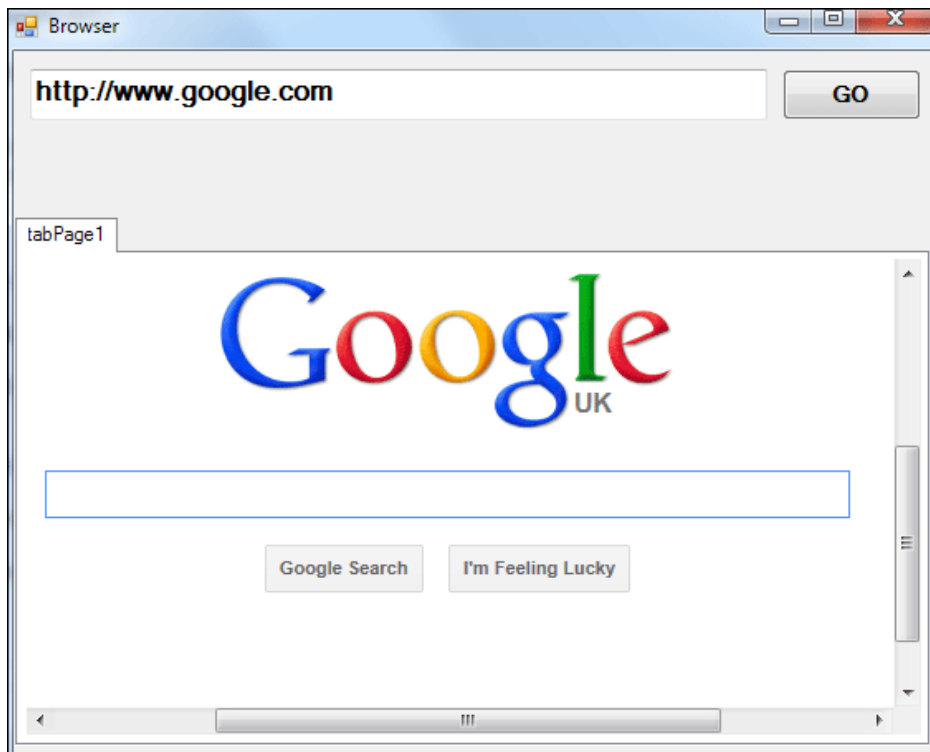 Browser
http://www.google.com
GO
tabPage1
Google
UK
Google Search
I'm Feeling Lucky